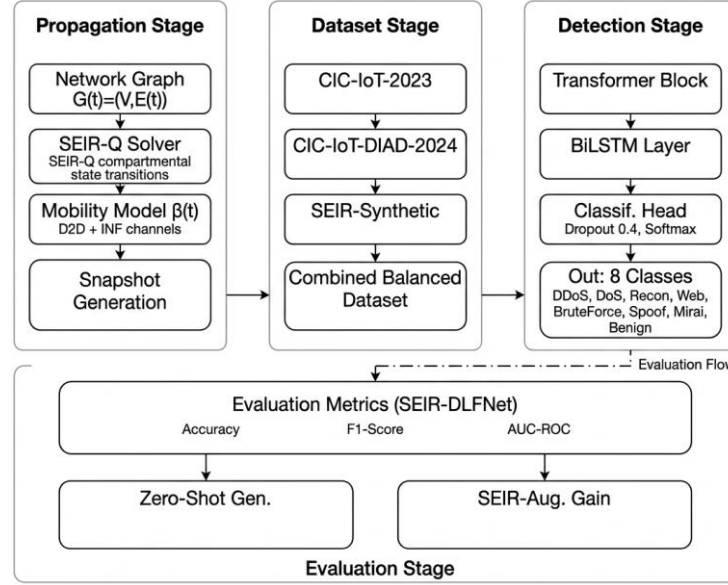 Propagation Stage
Network Graph
G(t)=(V,E(t))
SEIR-Q Solver
SEIR-Q compartmental
state transitions
Mobility Model β(t)
D2D + INF channels
Snapshot
Generation
Dataset Stage
CIC-IoT-2023
CIC-IoT-DIAD-2024
SEIR-Synthetic
Combined Balanced
Dataset
Detection Stage
Transformer Block
BiLSTM Layer
Classif. Head
Dropout 0.4, Softmax
Out: 8 Classes
DDoS, DoS, Recon, Web,
BruteForce, Spoof, Mirai,
Benign
Evaluation Flow
Evaluation Metrics (SEIR-DLFNet)
Accuracy F1-Score AUC-ROC
Zero-Shot Gen.
SEIR-Aug. Gain
Evaluation Stage